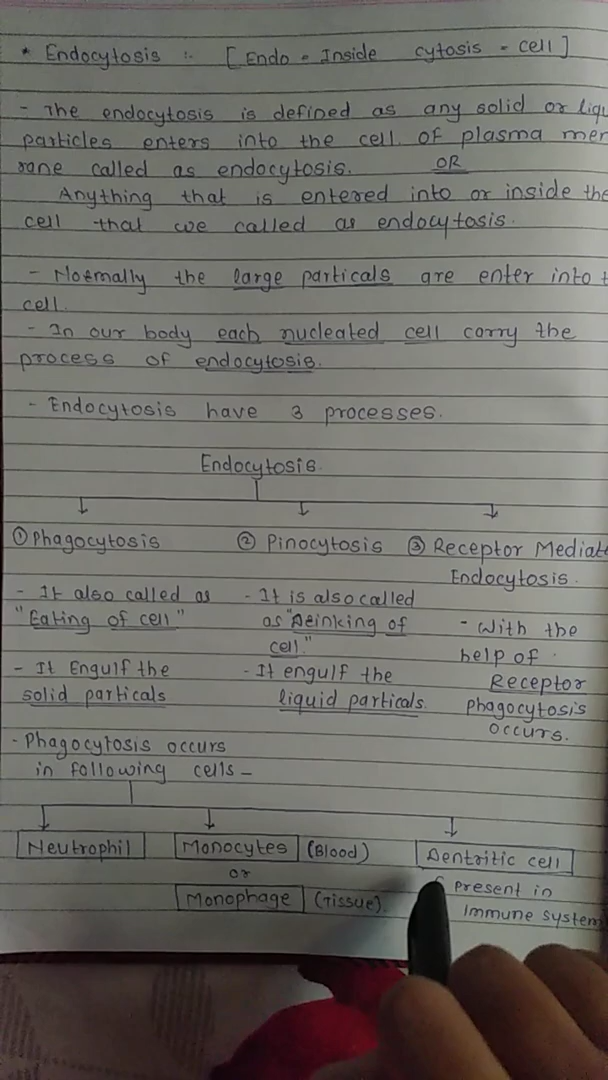 * Endocytosis :- [Endo = Inside cytosis = cell]
- The endocytosis is defined as any solid or liqu
particles enters into the cell of plasma mem
rane called as endocytosis. OR
Anything that is entered into or inside the
cell that we called as endocytosis.
- Normally the large particals are enter into t
cell.
- In our body each nucleated cell carry the
process of endocytosis.
- Endocytosis have 3 processes.
Endocytosis.
① Phagocytosis
- It also called as
"Eating of cell"
- It Engulf the
solid particals
- Phagocytosis occurs
in following cells -
② Pinocytosis
- It is also called
as "Drinking of
cell."
- It engulf the
liquid particals.
③ Receptor Mediate
Endocytosis.
- With the
help of
Receptor
phagocytosis
occurs.
Neutrophil
Monocytes (Blood)
or
Monophage (Tissue).
Dentritic cell
present in
Immune system